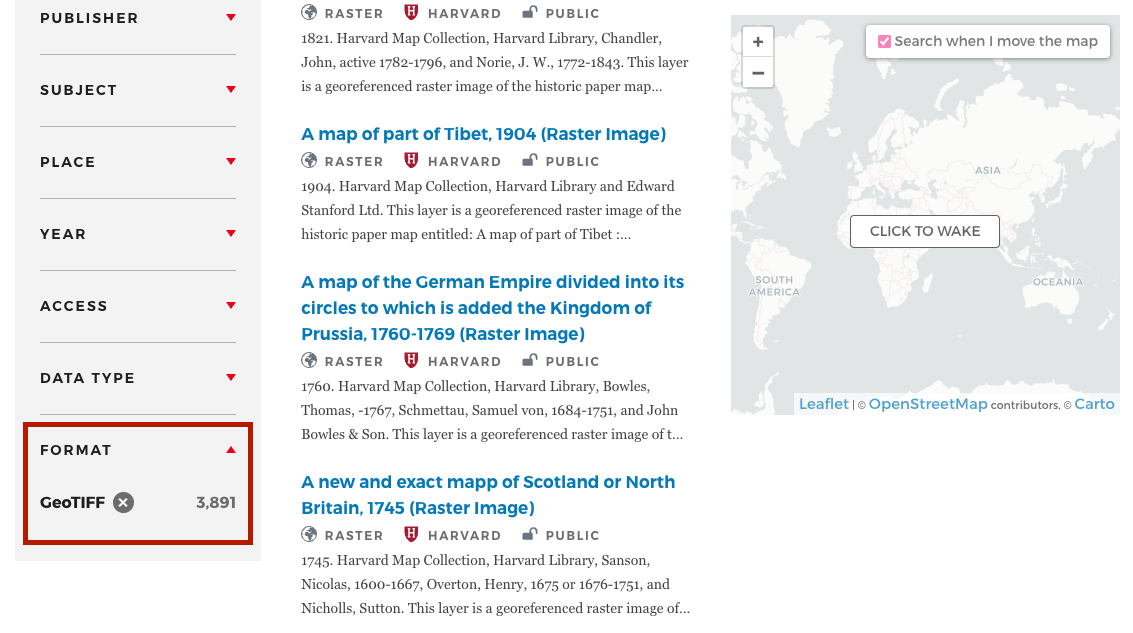 PUBLISHER
SUBJECT
PLACE
YEAR
ACCESS
DATA TYPE
FORMAT
GeoTIFF 3,891
RASTER HARVARD PUBLIC
1821. Harvard Map Collection, Harvard Library, Chandler,
John, active 1782-1796, and Norie, J. W., 1772-1843. This layer
is a georeferenced raster image of the historic paper map...
A map of part of Tibet, 1904 (Raster Image)
RASTER HARVARD PUBLIC
1904. Harvard Map Collection, Harvard Library and Edward
Stanford Ltd. This layer is a georeferenced raster image of the
historic paper map entitled: A map of part of Tibet :...
A map of the German Empire divided into its
circles to which is added the Kingdom of
Prussia, 1760-1769 (Raster Image)
RASTER HARVARD PUBLIC
1760. Harvard Map Collection, Harvard Library, Bowles,
Thomas, -1767, Schmettau, Samuel von, 1684-1751, and John
Bowles & Son. This layer is a georeferenced raster image of t...
A new and exact mapp of Scotland or North
Britain, 1745 (Raster Image)
RASTER HARVARD PUBLIC
1745. Harvard Map Collection, Harvard Library, Sanson,
Nicolas, 1600-1667, Overton, Henry, 1675 or 1676-1751, and
Nicholls, Sutton. This layer is a georeferenced raster image of...
+
−
Search when I move the map
ASIA
CLICK TO WAKE
SOUTH
AMERICA
OCEANIA
Leaflet | © OpenStreetMap contributors, © Carto